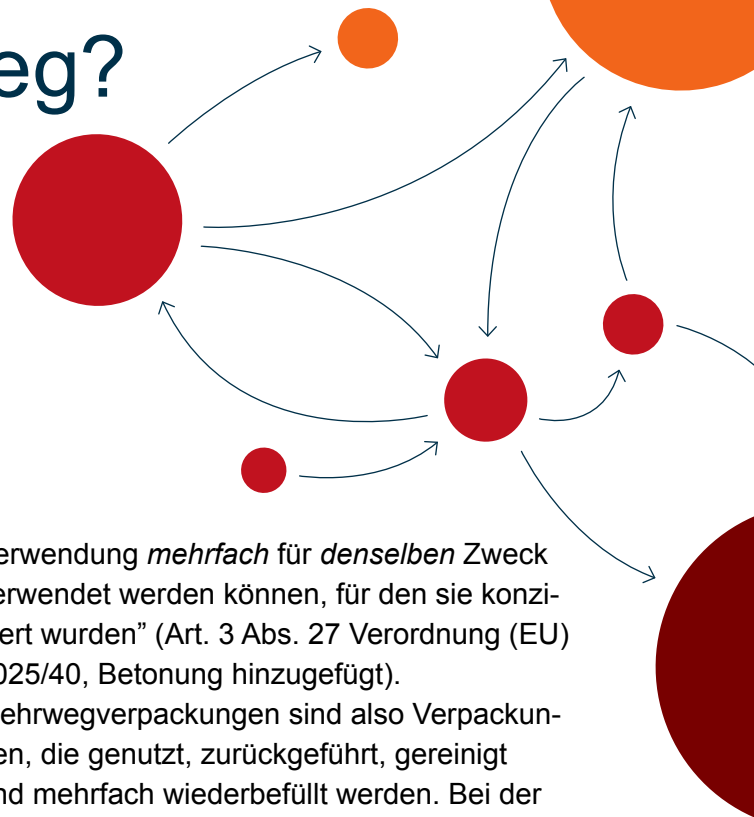 eg?
erwendung mehrfach für denselben Zweck
erwendet werden können, für den sie konzi-
ert wurden” (Art. 3 Abs. 27 Verordnung (EU)
025/40, Betonung hinzugefügt).
ehrwegverpackungen sind also Verpackun-
en, die genutzt, zurückgeführt, gereinigt
nd mehrfach wiederbefüllt werden. Bei der